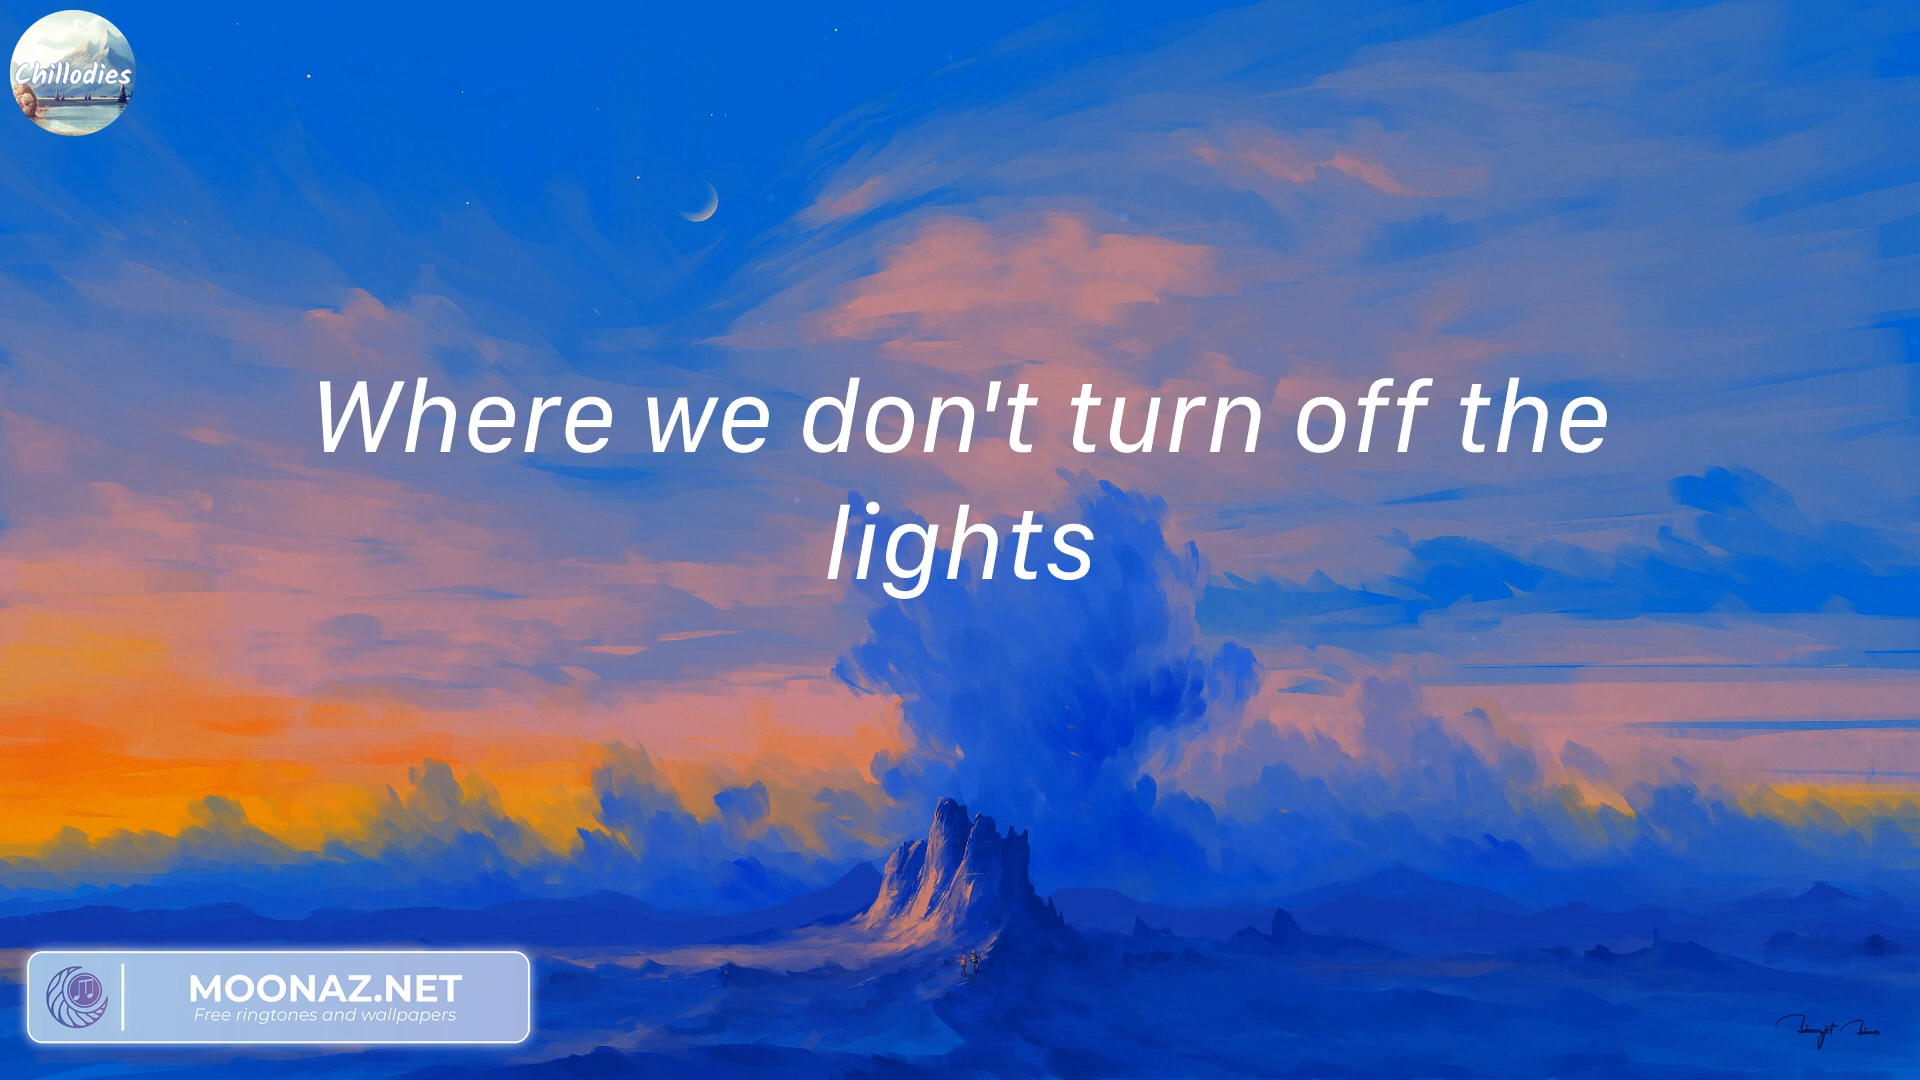 Chillodies
Where we don't turn off the
lights
MOONAZ.NET
Free ringtones and wallpapers